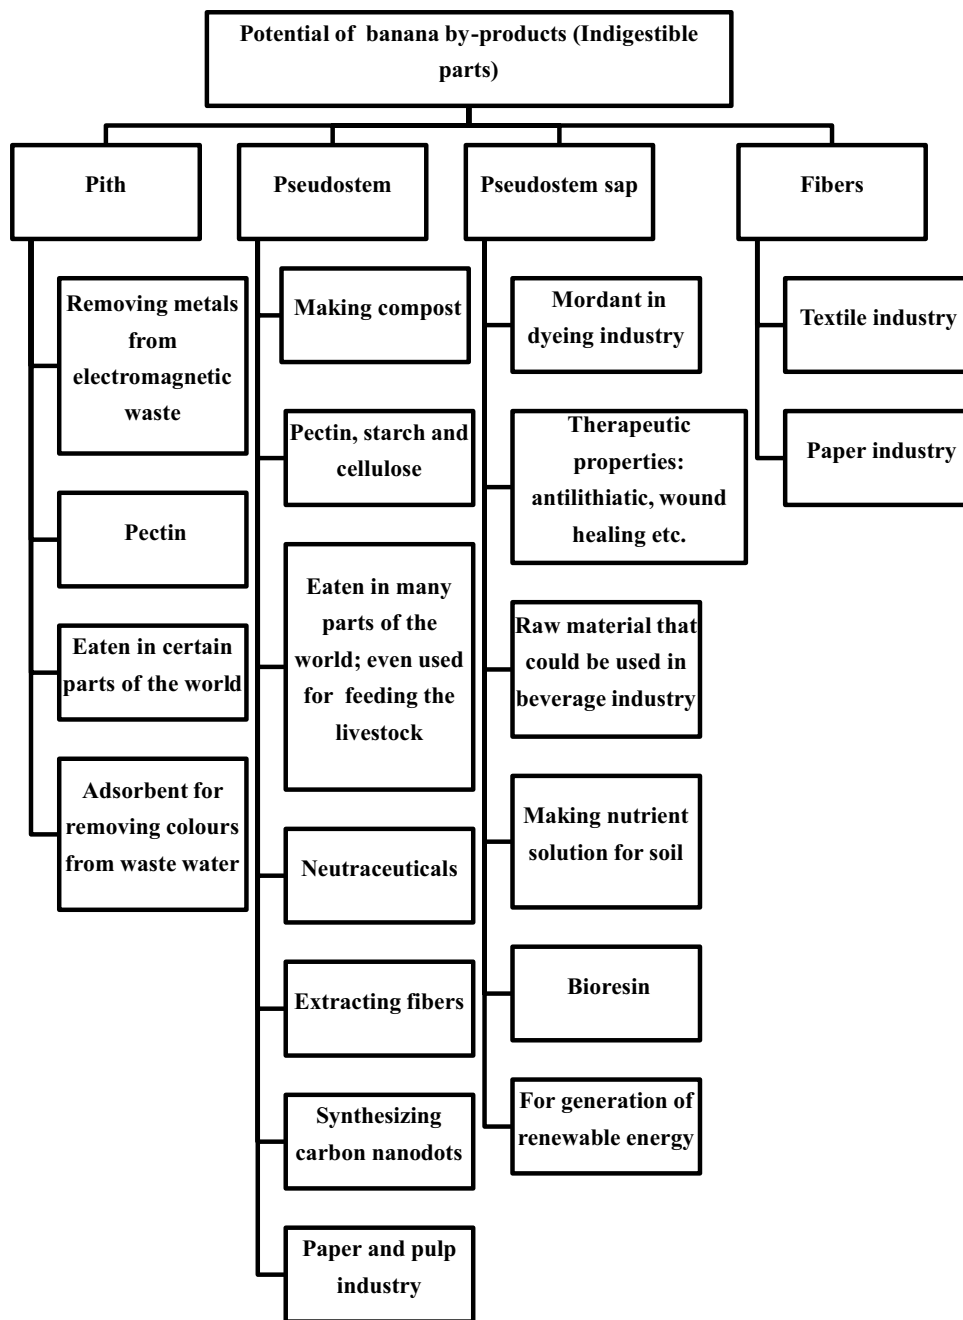 Potential of banana by-products (Indigestible
parts)
Pith
Pseudostem
Pseudostem sap
Fibers
Removing metals
from
electromagnetic
waste
Pectin
Eaten in certain
parts of the world
Adsorbent for
removing colours
from waste water
Making compost
Pectin, starch and
cellulose
Eaten in many
parts of the
world; even used
for feeding the
livestock
Neutraceuticals
Extracting fibers
Synthesizing
carbon nanodots
Paper and pulp
industry
Mordant in
dyeing industry
Therapeutic
properties:
antilithiatic, wound
healing etc.
Raw material that
could be used in
beverage industry
Making nutrient
solution for soil
Bioresin
For generation of
renewable energy
Textile industry
Paper industry